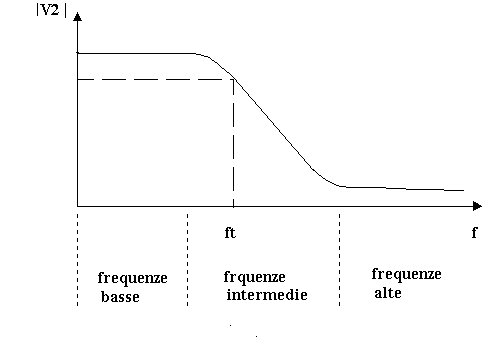 |V2|
ft
f
frequenze
basse
frquenze
intermedie
frequenze
alte